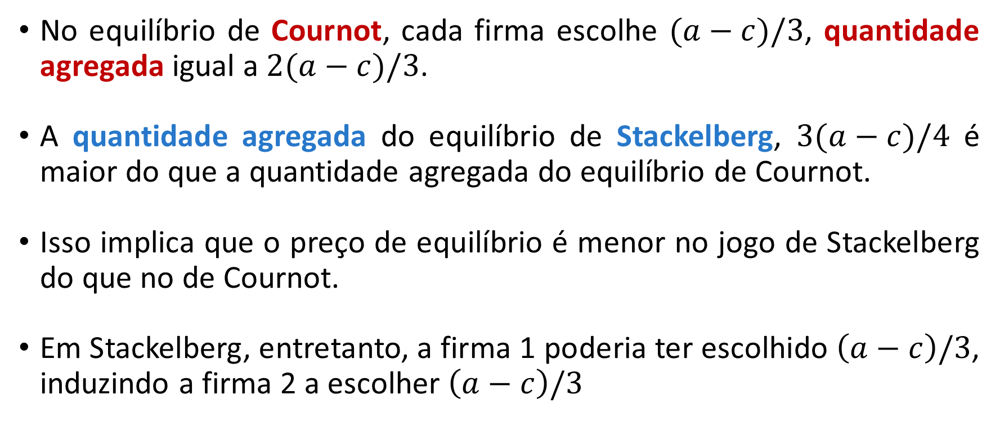 • No equilíbrio de Cournot, cada firma escolhe (a − c)/3, quantidade
agregada igual a 2(a − c)/3.
• A quantidade agregada do equilíbrio de Stackelberg, 3(a − c)/4 é
maior do que a quantidade agregada do equilíbrio de Cournot.
• Isso implica que o preço de equilíbrio é menor no jogo de Stackelberg
do que no de Cournot.
• Em Stackelberg, entretanto, a firma 1 poderia ter escolhido (a − c)/3,
induzindo a firma 2 a escolher (a − c)/3